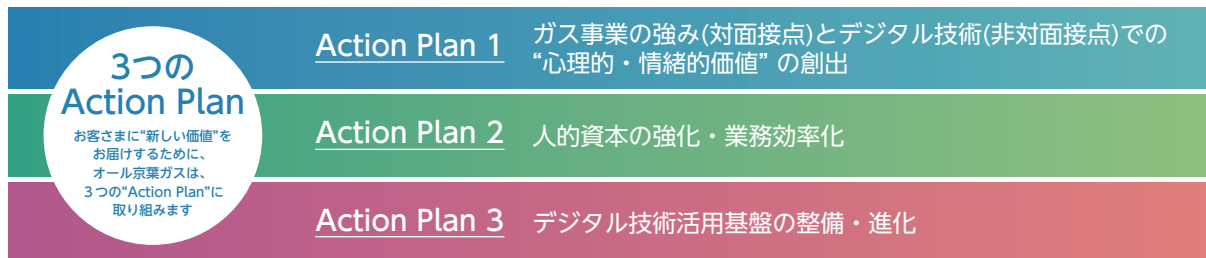 3つの
Action Plan
お客さまに“新しい価値”を
お届けするために、
オール京葉ガスは、
3つの“Action Plan”に
取り組みます
Action Plan 1
ガス事業の強み(対面接点)とデジタル技術(非対面接点)での
“心理的・情緒的価値” の創出
Action Plan 2
人的資本の強化・業務効率化
Action Plan 3
デジタル技術活用基盤の整備・進化